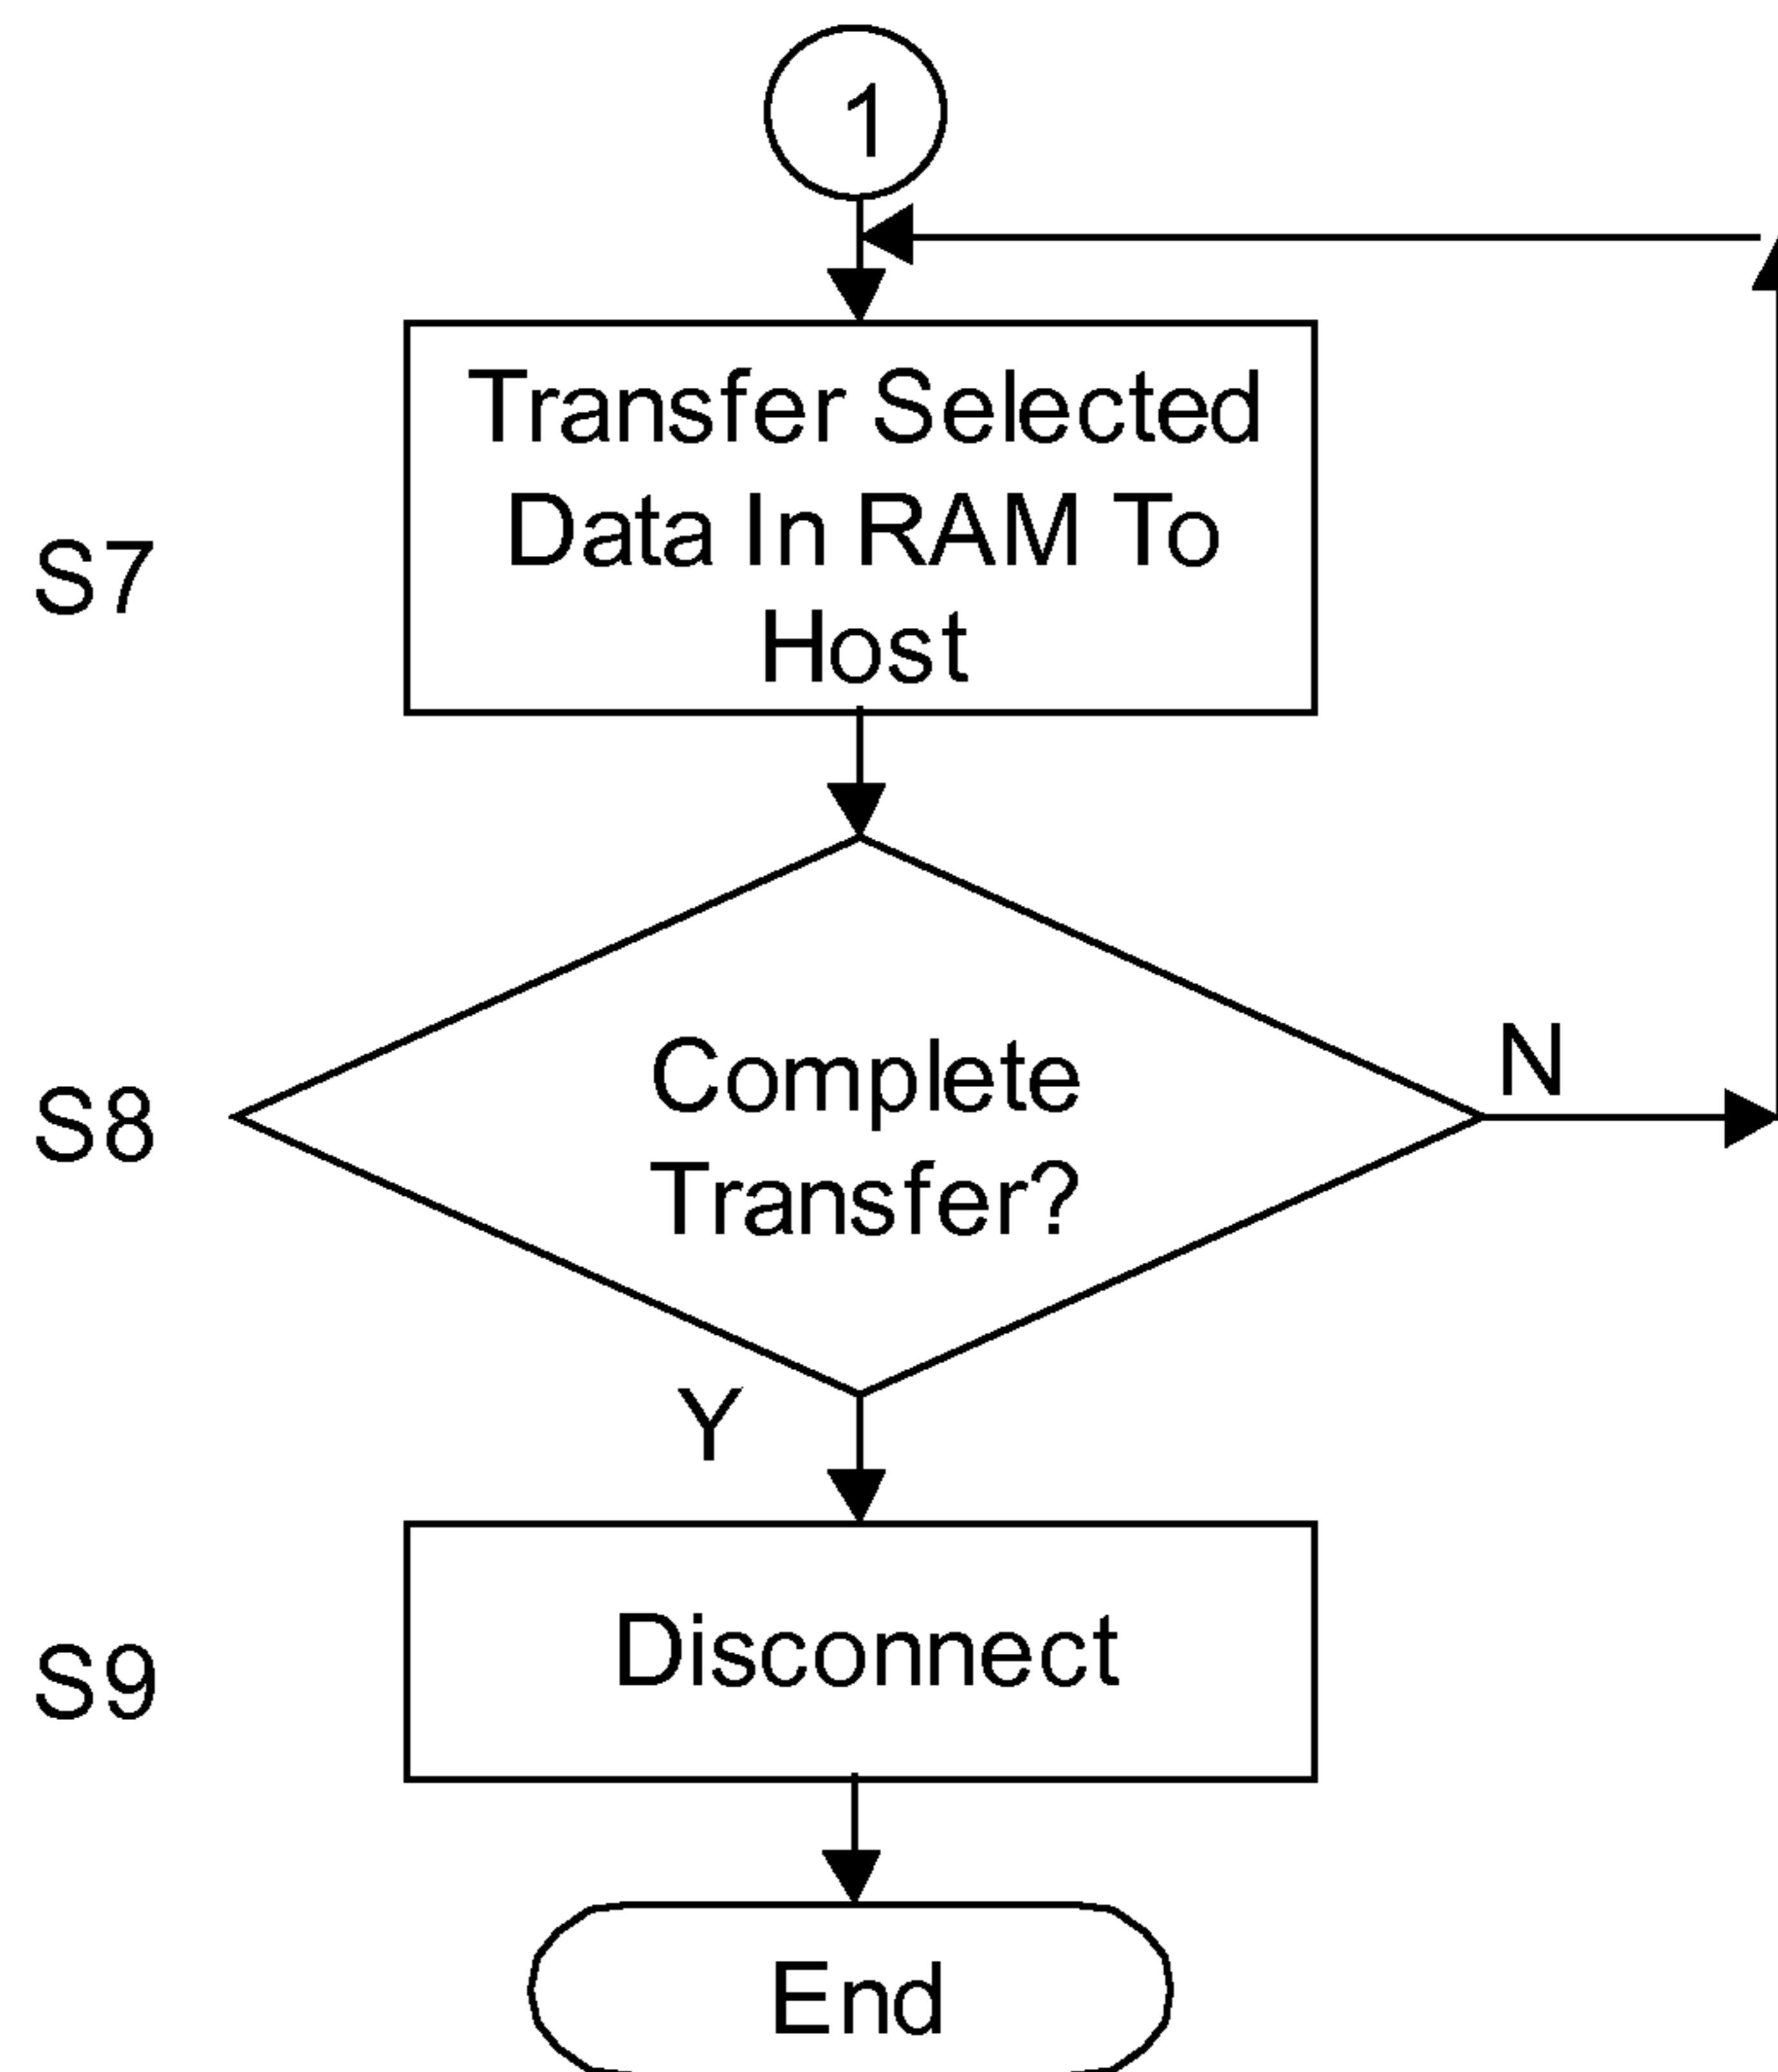 1
Transfer Selected
Data In RAM To
Host
S7
Complete
Transfer?
N
S8
Y
Disconnect
S9
End